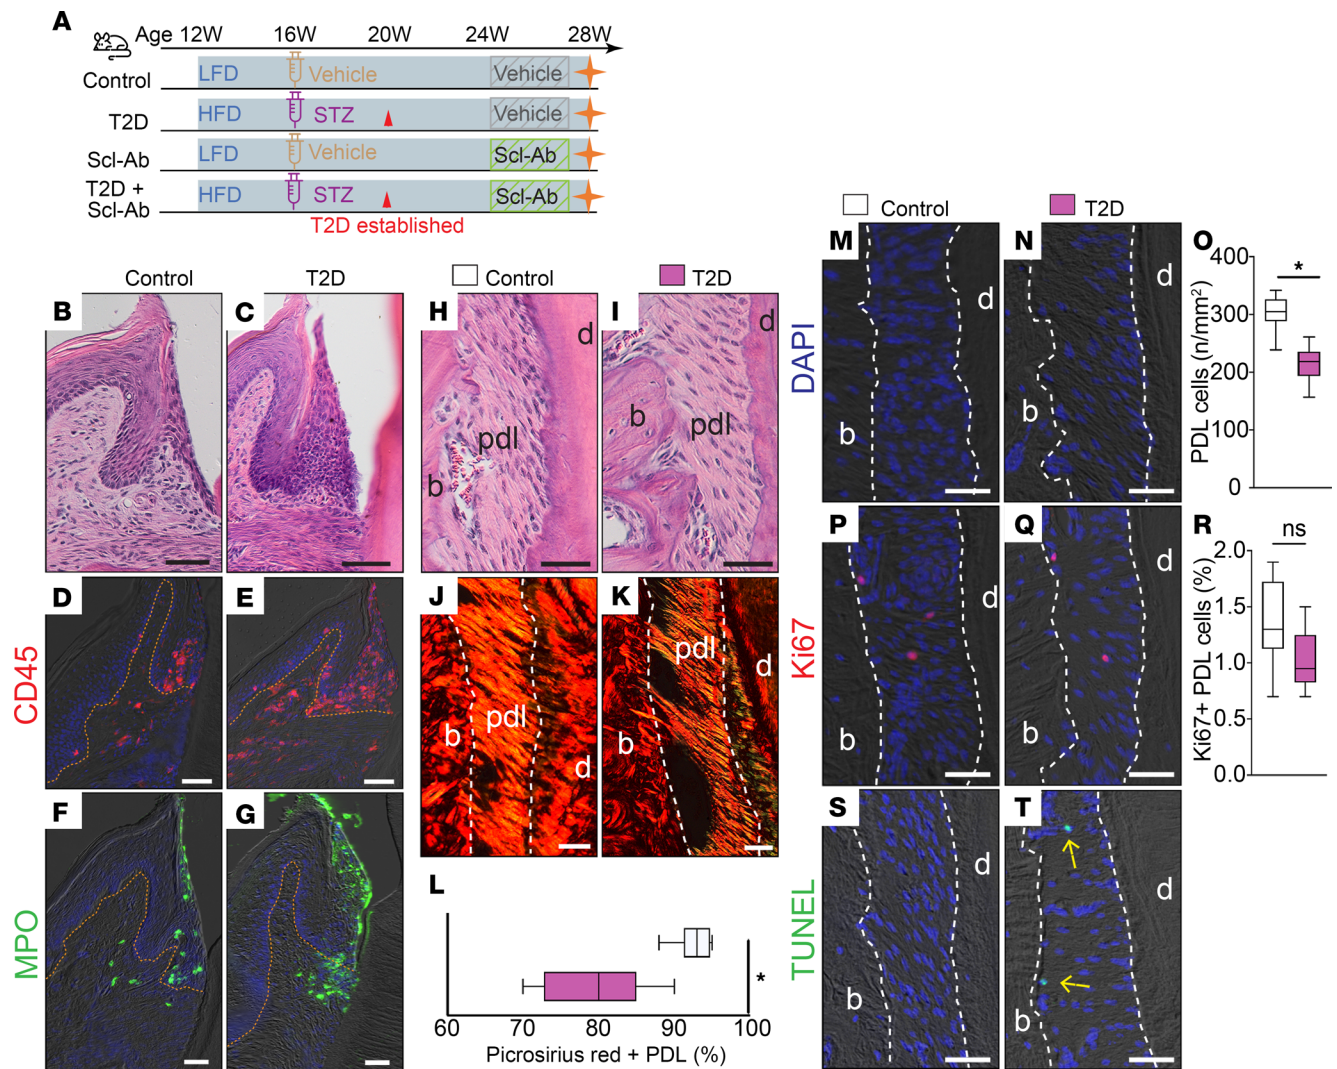 A
Age 12W 16W 20W 24W 28W
Control LFD Vehicle Vehicle
T2D HFD STZ Vehicle
Scl-Ab LFD Vehicle Scl-Ab
T2D +
Scl-Ab HFD STZ Scl-Ab
T2D established
Control T2D
B C
CD45 D E
MPO F G
Control T2D
H I
d d
b pdl b pdl
J K
b pdl d b pdl d
L
*
60 70 80 90 100
Picrosirius red + PDL (%)
Control T2D
DAPI M N
b d b d
O
PDL cells (n/mm²)
400
300
200
100
0
*
Ki67 P Q
b d b d
R
Ki67+ PDL cells (%)
2.0
1.5
1.0
0.5
0.0
ns
TUNEL S T
b d b d